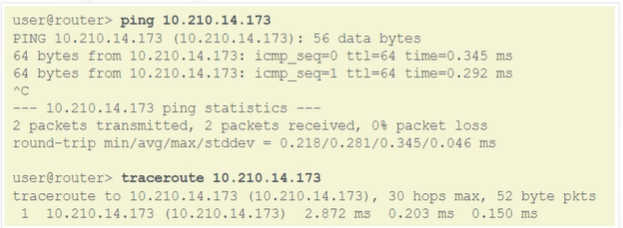 user@router> ping 10.210.14.173
PING 10.210.14.173 (10.210.14.173): 56 data bytes
64 bytes from 10.210.14.173: icmp_seq=0 ttl=64 time=0.345 ms
64 bytes from 10.210.14.173: icmp_seq=1 ttl=64 time=0.292 ms
^C
--- 10.210.14.173 ping statistics ---
2 packets transmitted, 2 packets received, 0% packet loss
round-trip min/avg/max/stddev = 0.218/0.281/0.345/0.046 ms
user@router> traceroute 10.210.14.173
traceroute to 10.210.14.173 (10.210.14.173), 30 hops max, 52 byte pkts
1 10.210.14.173 (10.210.14.173) 2.872 ms 0.203 ms 0.150 ms